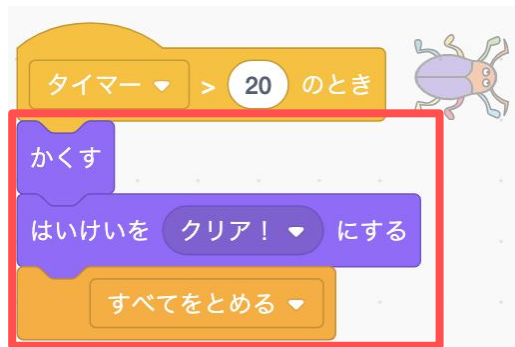 タイマー > 20 のとき
かくす
はいけいを クリア！ にする
すべてをとめる